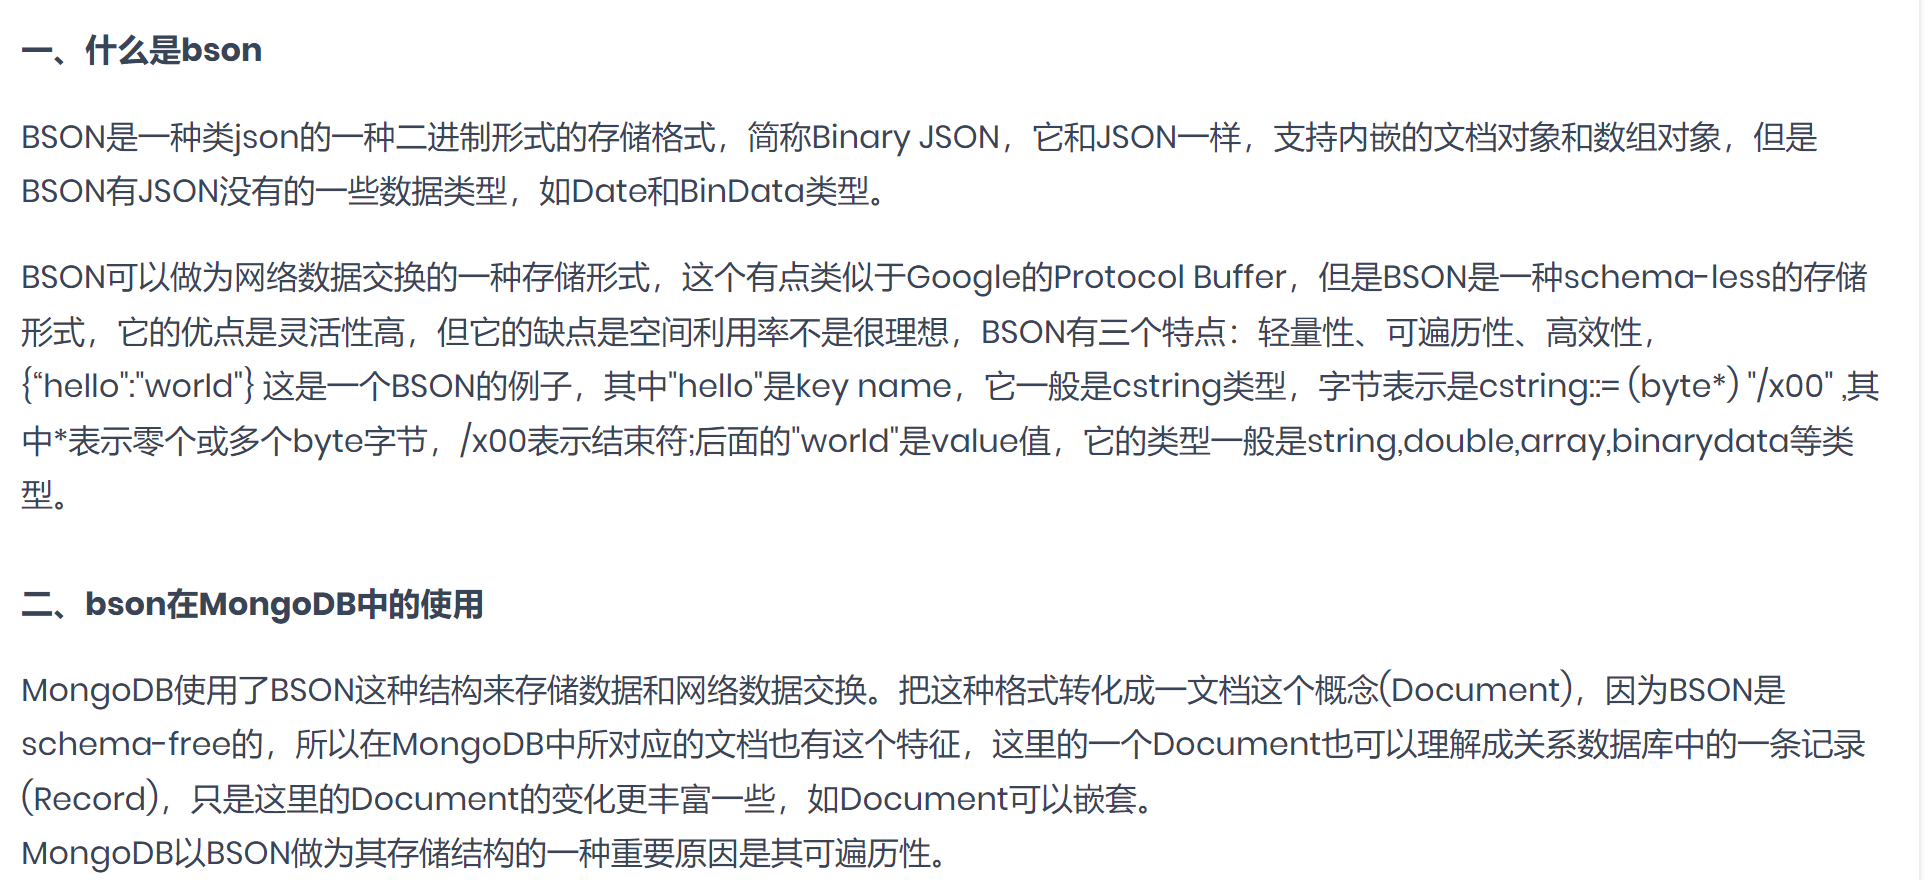 一、什么是bson
BSON是一种类json的一种二进制形式的存储格式，简称Binary JSON，它和JSON一样，支持内嵌的文档对象和数组对象，但是
BSON有JSON没有的一些数据类型，如Date和BinData类型。
BSON可以做为网络数据交换的一种存储形式，这个有点类似于Google的Protocol Buffer，但是BSON是一种schema-less的存储
形式，它的优点是灵活性高，但它的缺点是空间利用率不是很理想，BSON有三个特点：轻量性、可遍历性、高效性，
{“hello":"world"} 这是一个BSON的例子，其中"hello"是key name，它一般是cstring类型，字节表示是cstring::= (byte*) "/x00" ,其
中*表示零个或多个byte字节，/x00表示结束符;后面的"world"是value值，它的类型一般是string,double,array,binarydata等类
型。
二、bson在MongoDB中的使用
MongoDB使用了BSON这种结构来存储数据和网络数据交换。把这种格式转化成一文档这个概念(Document)，因为BSON是
schema-free的，所以在MongoDB中所对应的文档也有这个特征，这里的一个Document也可以理解成关系数据库中的一条记录
(Record)，只是这里的Document的变化更丰富一些，如Document可以嵌套。
MongoDB以BSON做为其存储结构的一种重要原因是其可遍历性。